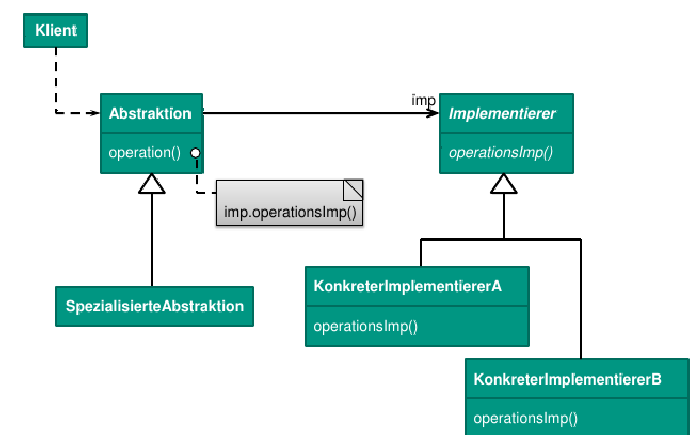 Klient
Abstraktion
operation()
imp
Implementierer
operationsImp()
imp.operationsImp()
SpezialisierteAbstraktion
KonkreterImplementiererA
operationsImp()
KonkreterImplementiererB
operationsImp()